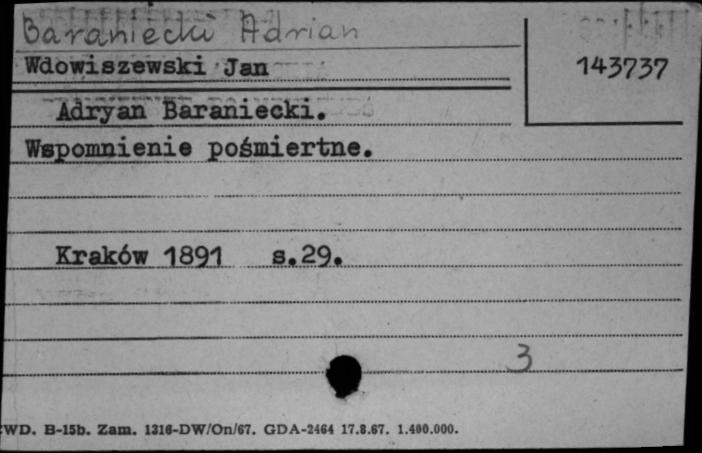 Baraniecki Adrian
Wdowiszewski Jan
143737
Adryan Baraniecki.
Wspomnienie pośmiertne.
Kraków 1891 s.29.
3
WD. B-15b. Zam. 1316-DW/On/67. GDA-2464 17.8.67. 1.400.000.